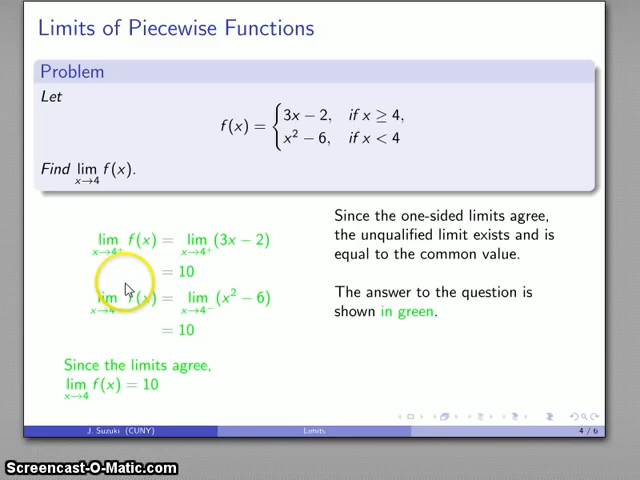 Limits of Piecewise Functions
Problem
Let
f(x) = { 3x − 2, if x ≥ 4,
x² − 6, if x < 4
Find lim x→4 f(x).
lim x→4⁺ f(x) = lim x→4⁺ (3x − 2)
= 10
lim x→4⁻ f(x) = lim x→4⁻ (x² − 6)
= 10
Since the limits agree,
lim x→4 f(x) = 10
Since the one-sided limits agree,
the unqualified limit exists and is
equal to the common value.
The answer to the question is
shown in green.
J. Suzuki (CUNY) Limits 4 / 6
Screencast-O-Matic.com